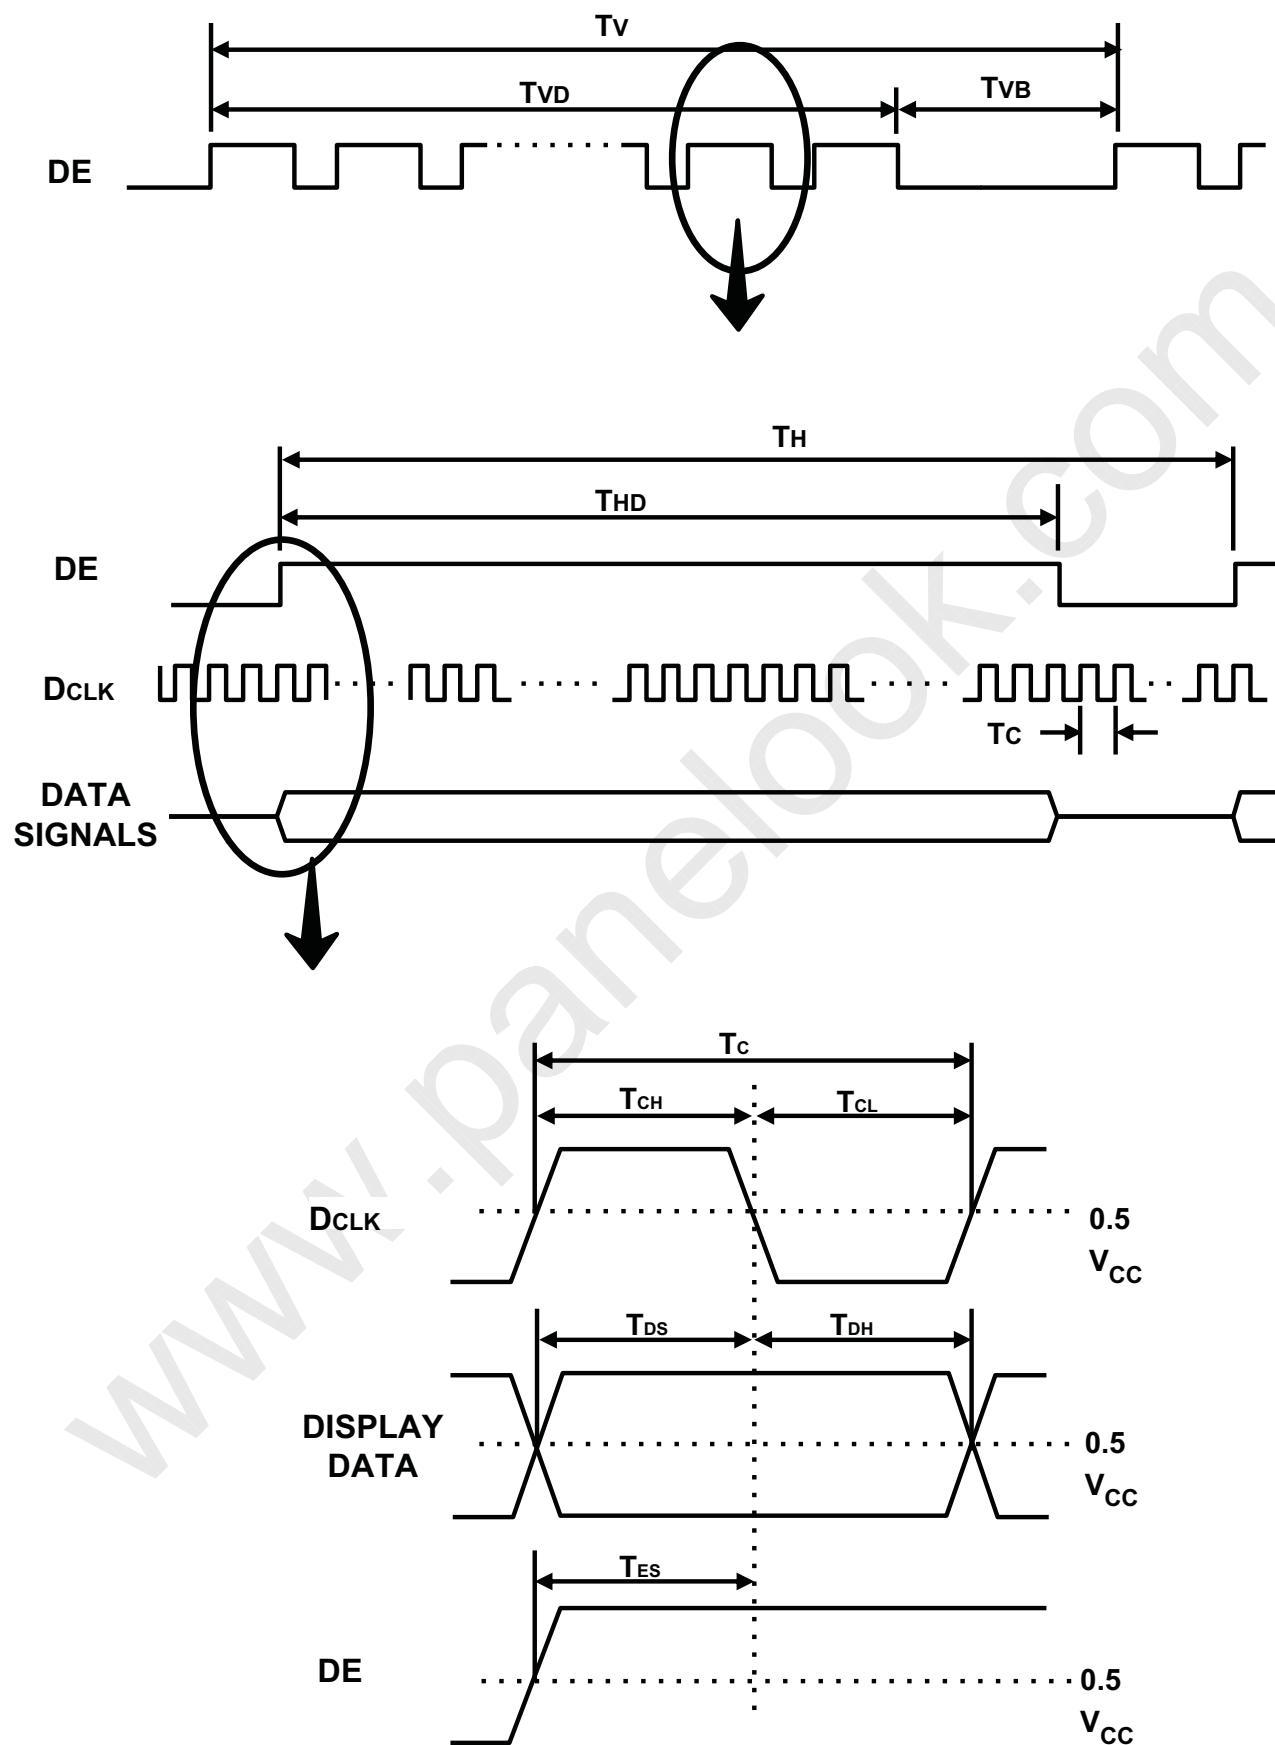 TV
TVD
TVB
DE
TH
THD
DE
DCLK
TC
DATA
SIGNALS
TC
TCH
TCL
DCLK
0.5
VCC
TDS
TDH
DISPLAY
DATA
0.5
VCC
TES
DE
0.5
VCC
www.panelook.com